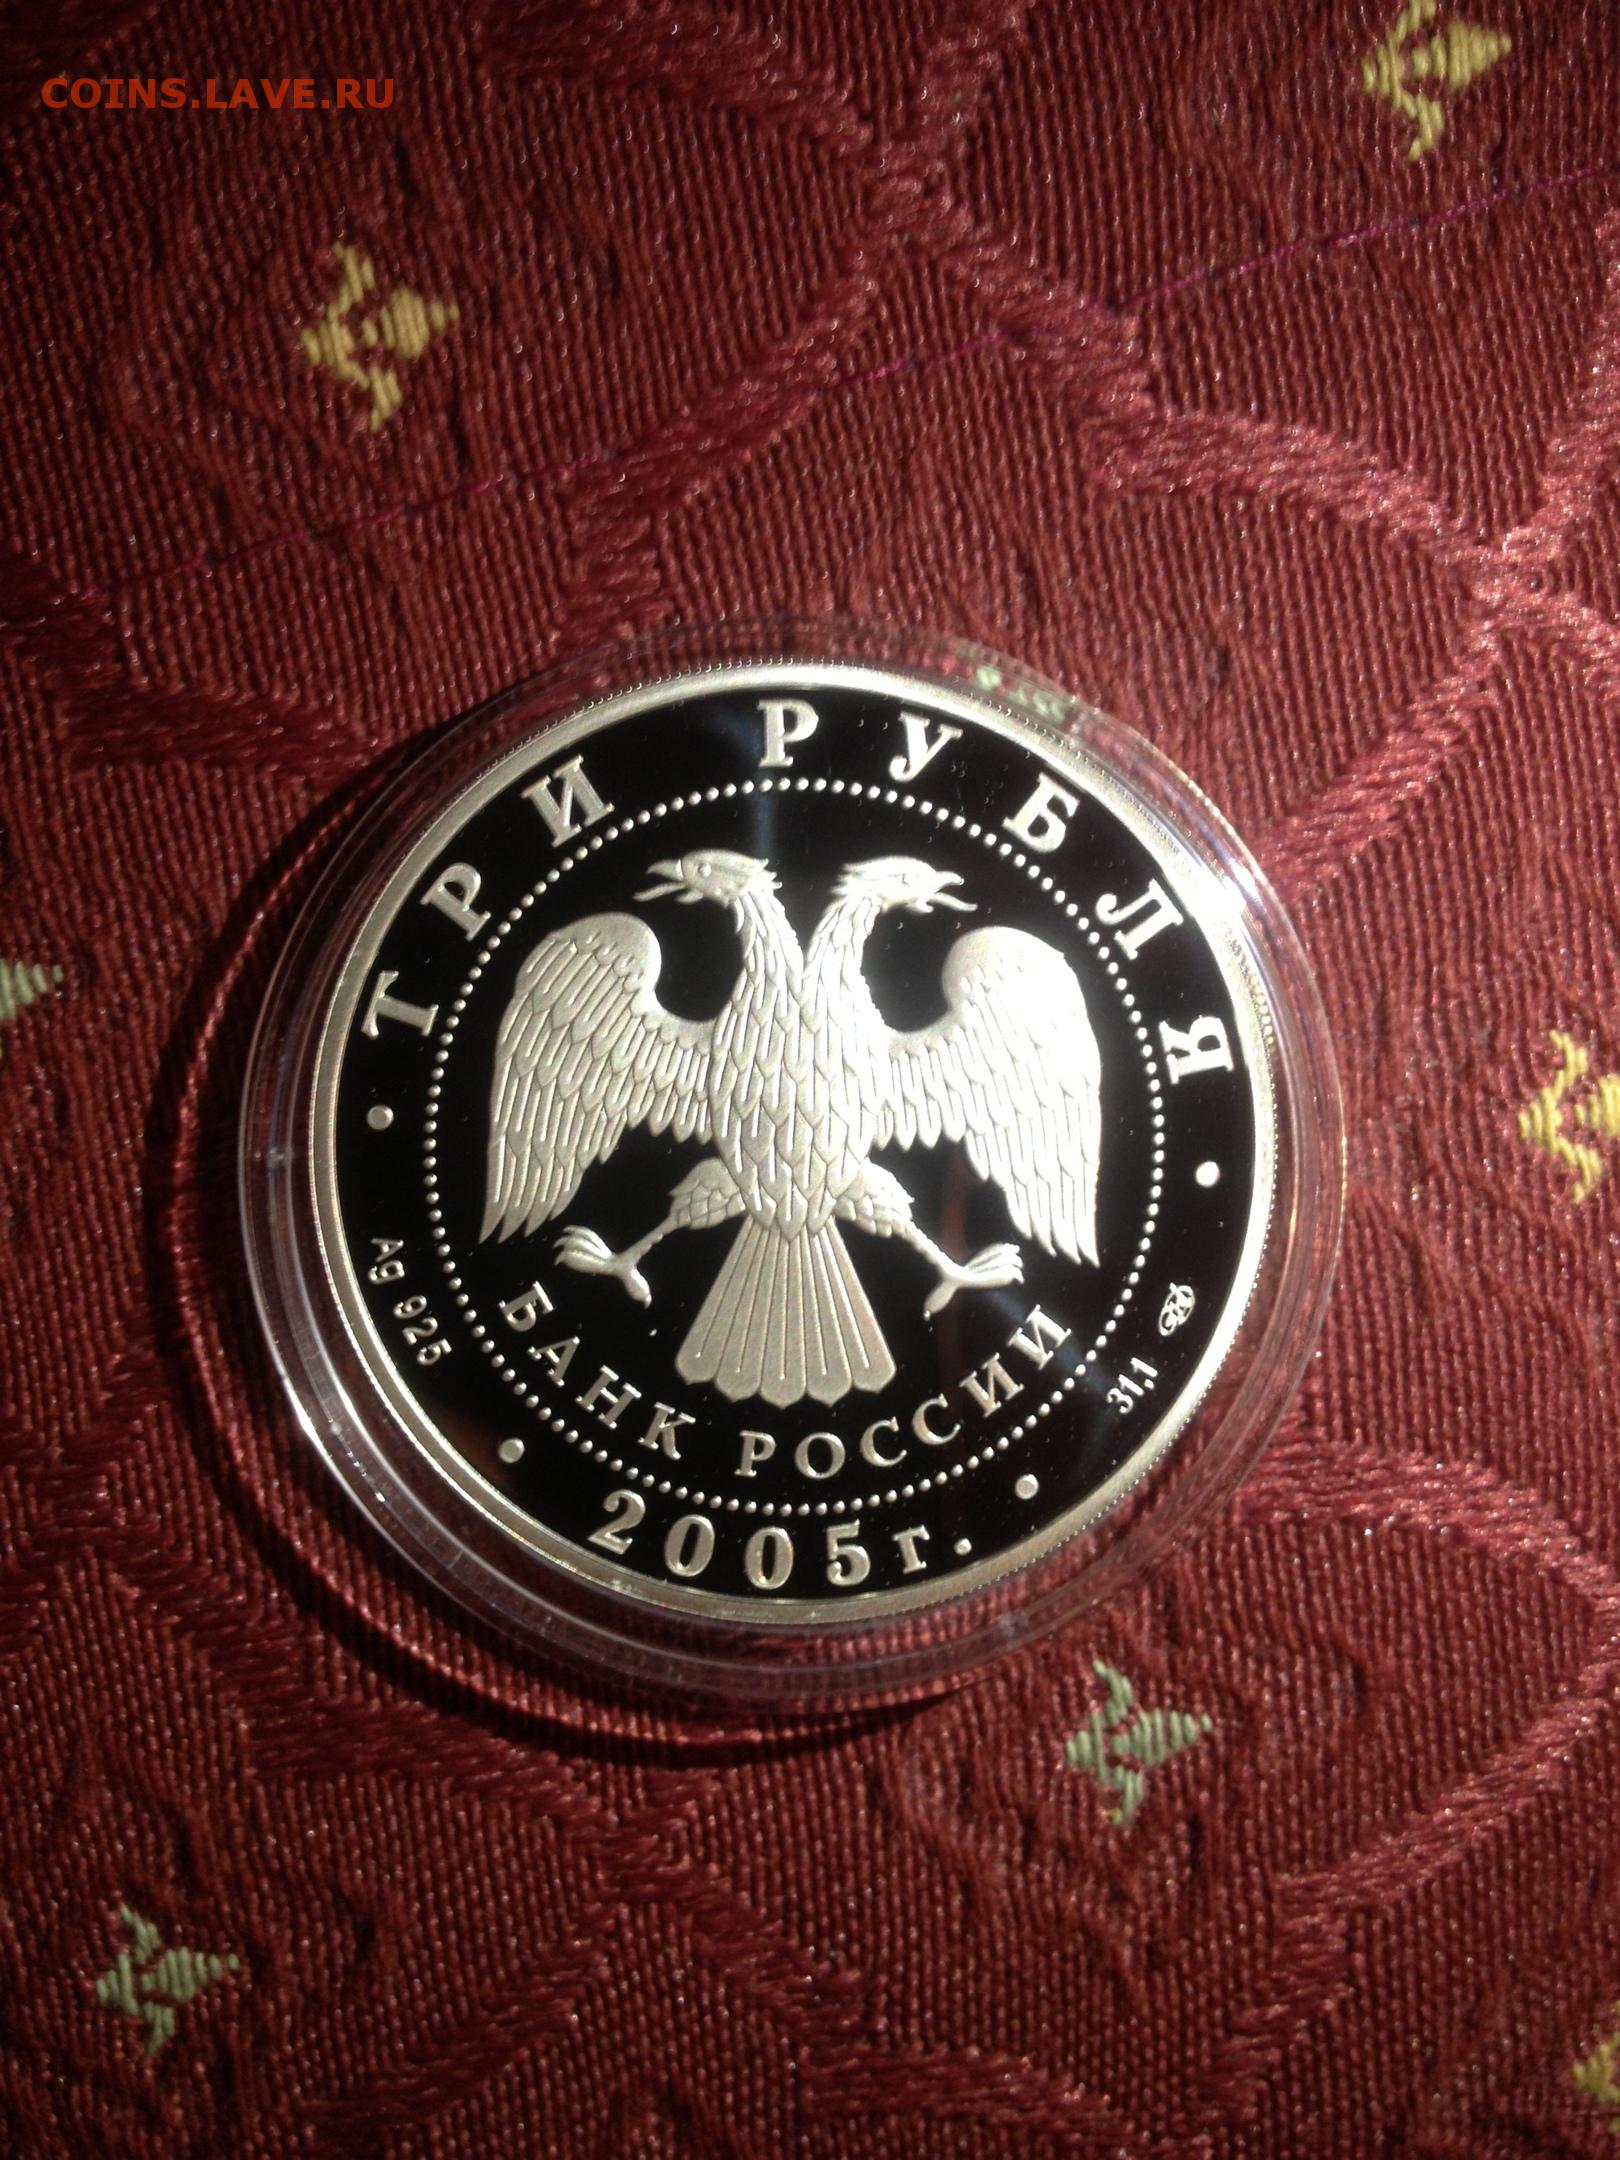 COINS.LAVE.RU
ТРИ РУБЛЯ
БАНК РОССИИ
Ag 925
31,1
2005г.